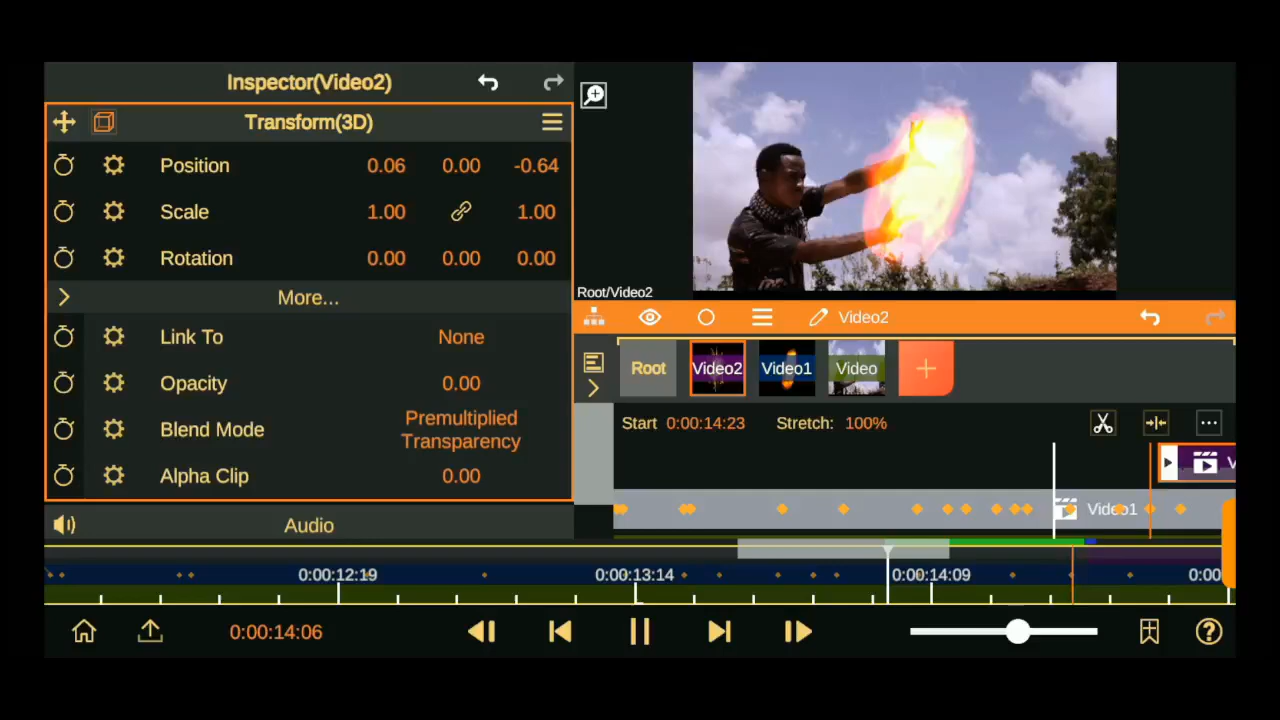 Inspector(Video2)
Transform(3D)
Position 0.06 0.00 -0.64
Scale 1.00 1.00
Rotation 0.00 0.00 0.00
More...
Link To None
Opacity 0.00
Blend Mode Premultiplied
Transparency
Alpha Clip 0.00
Audio
Root/Video2
Video2
Root Video2 Video1 Video +
Start 0:00:14:23 Stretch: 100%
V
Video1
0:00:12:19 0:00:13:14 0:00:14:09 0:00
0:00:14:06